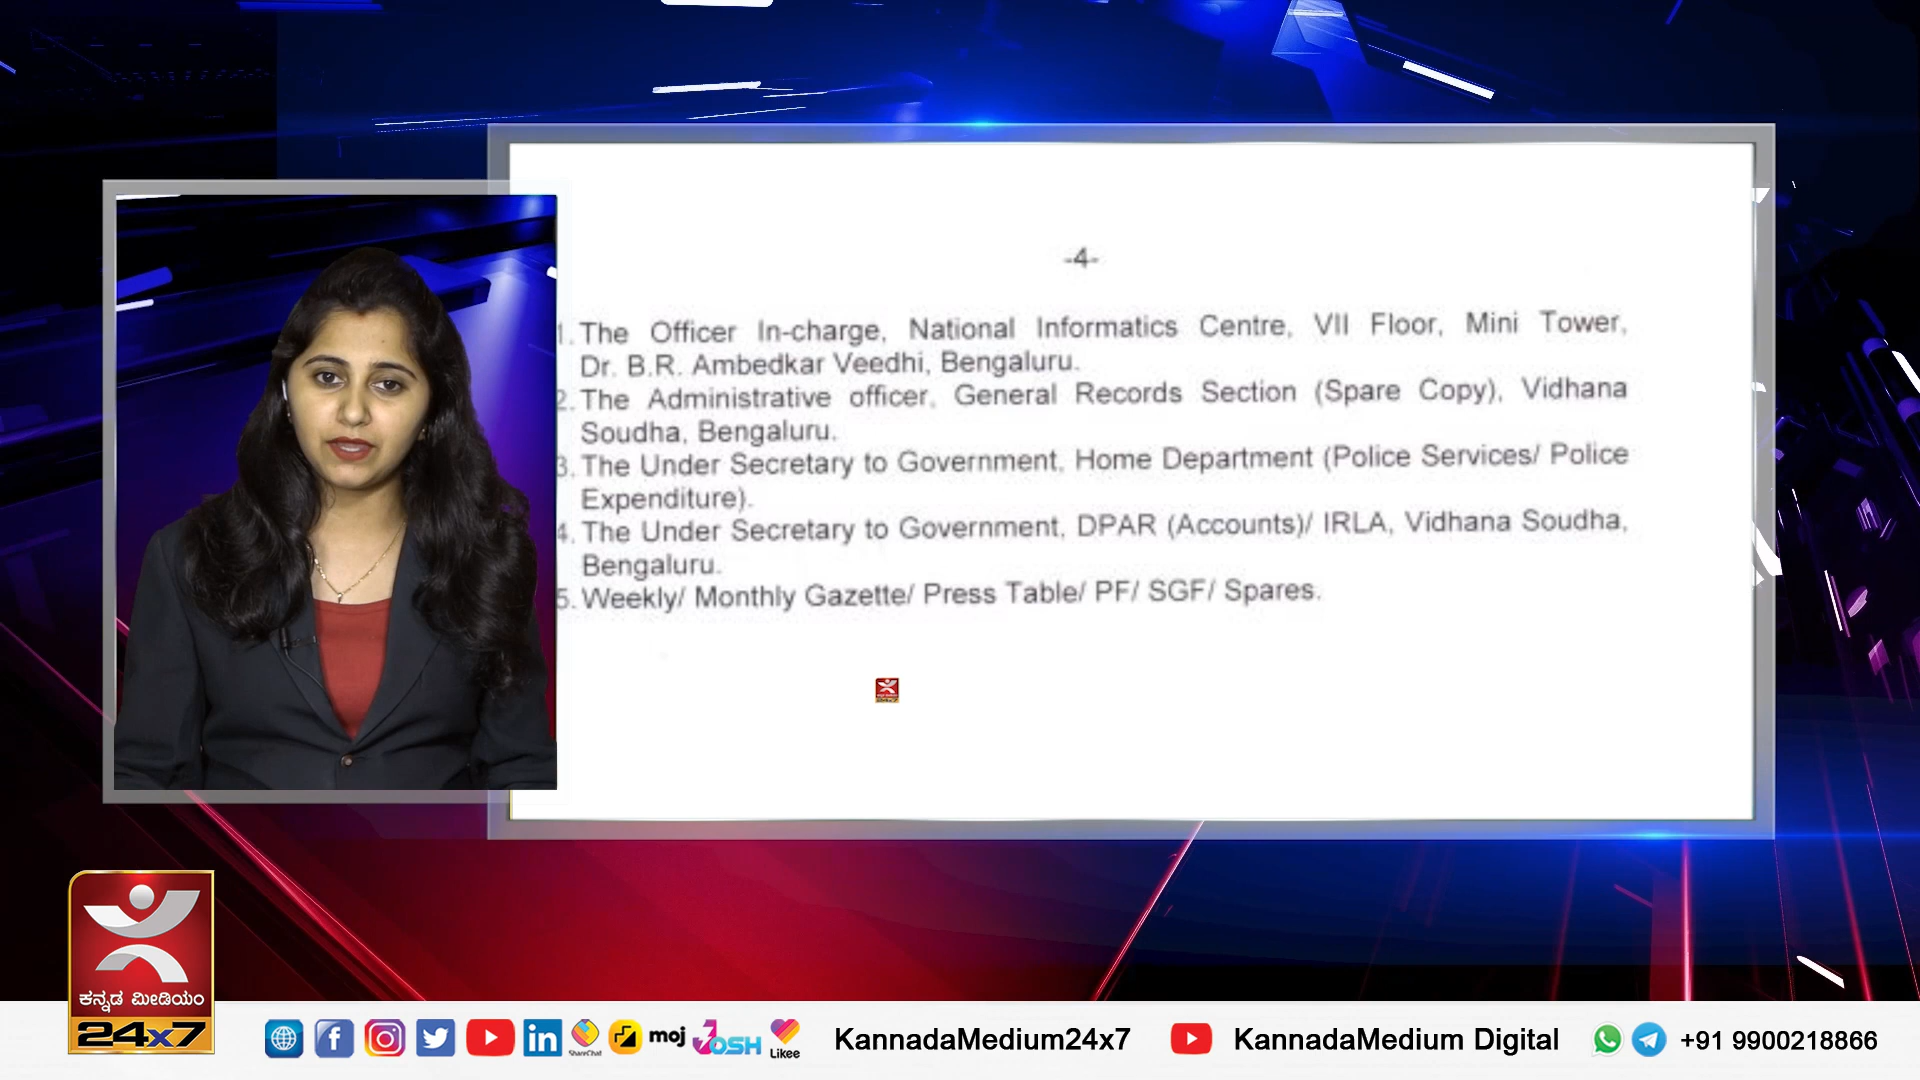 -4-
1. The Officer In-charge, National Informatics Centre, VII Floor, Mini Tower,
Dr. B.R. Ambedkar Veedhi, Bengaluru.
2. The Administrative officer, General Records Section (Spare Copy), Vidhana
Soudha, Bengaluru.
3. The Under Secretary to Government, Home Department (Police Services/ Police
Expenditure).
4. The Under Secretary to Government, DPAR (Accounts)/ IRLA, Vidhana Soudha,
Bengaluru.
5. Weekly/ Monthly Gazette/ Press Table/ PF/ SGF/ Spares.
ಕನ್ನಡ ಮೀಡಿಯಂ
24x7
ShareChat
moj
JOSH
Likee
KannadaMedium24x7
KannadaMedium Digital
+91 9900218866